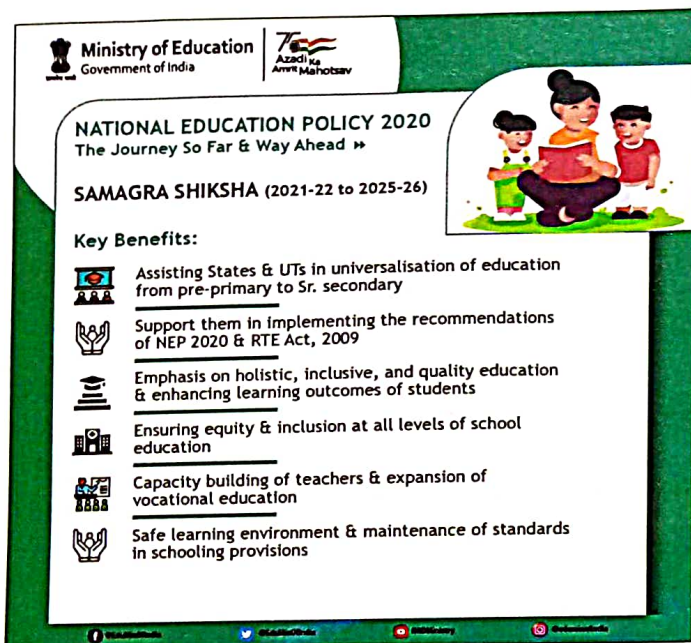 Ministry of Education
Government of India
Azadi Ka
Amrit Mahotsav
NATIONAL EDUCATION POLICY 2020
The Journey So Far & Way Ahead
SAMAGRA SHIKSHA (2021-22 to 2025-26)
Key Benefits:
Assisting States & UTs in universalisation of education
from pre-primary to Sr. secondary
Support them in implementing the recommendations
of NEP 2020 & RTE Act, 2009
Emphasis on holistic, inclusive, and quality education
& enhancing learning outcomes of students
Ensuring equity & inclusion at all levels of school
education
Capacity building of teachers & expansion of
vocational education
Safe learning environment & maintenance of standards
in schooling provisions